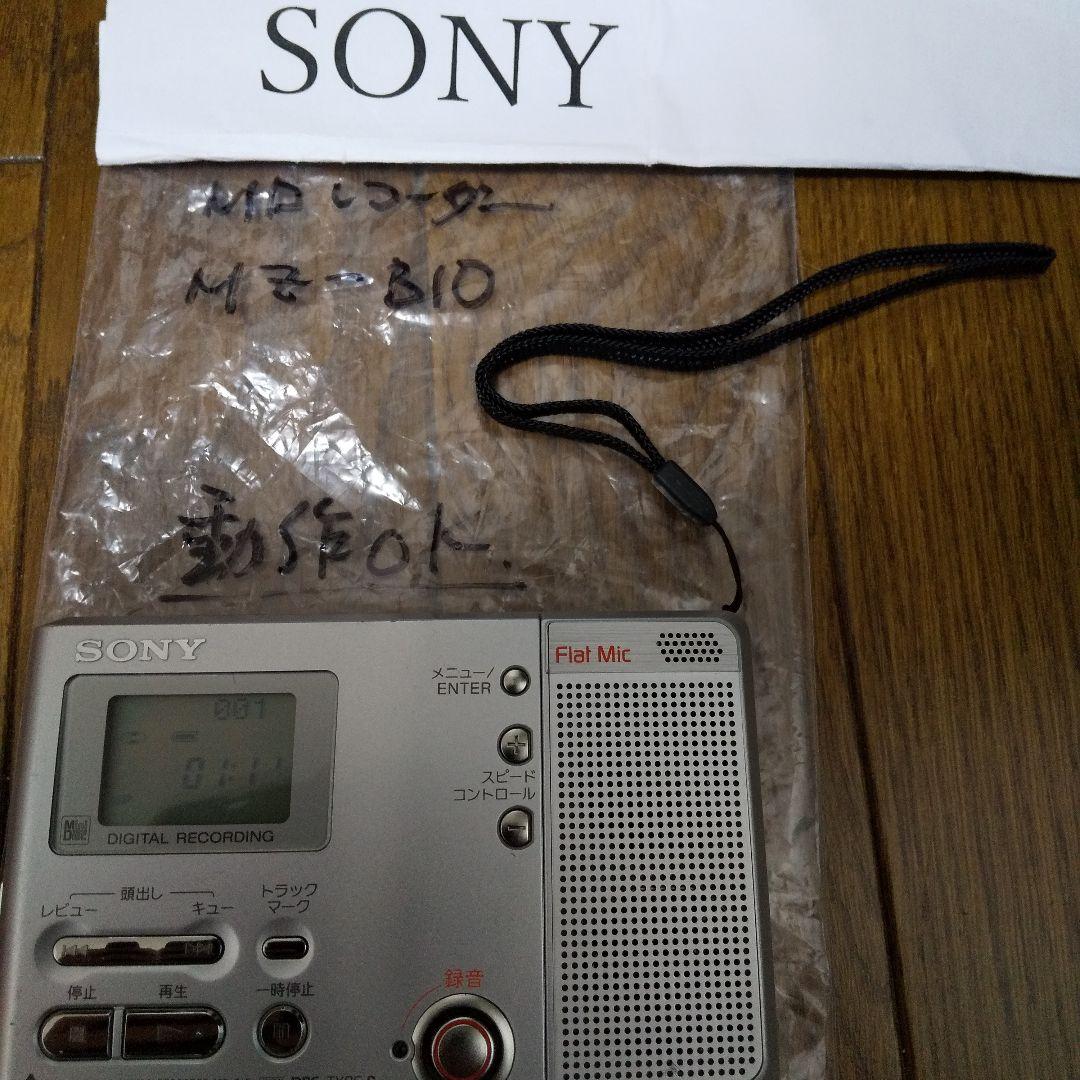 SONY
MDレコーダー
MZ-B10
動作OK.
SONY
Flat Mic
メニュー/
ENTER
001
01:11
スピード
コントロール
DIGITAL RECORDING
頭出し
レビュー
キュー
トラック
マーク
停止
再生
一時停止
録音